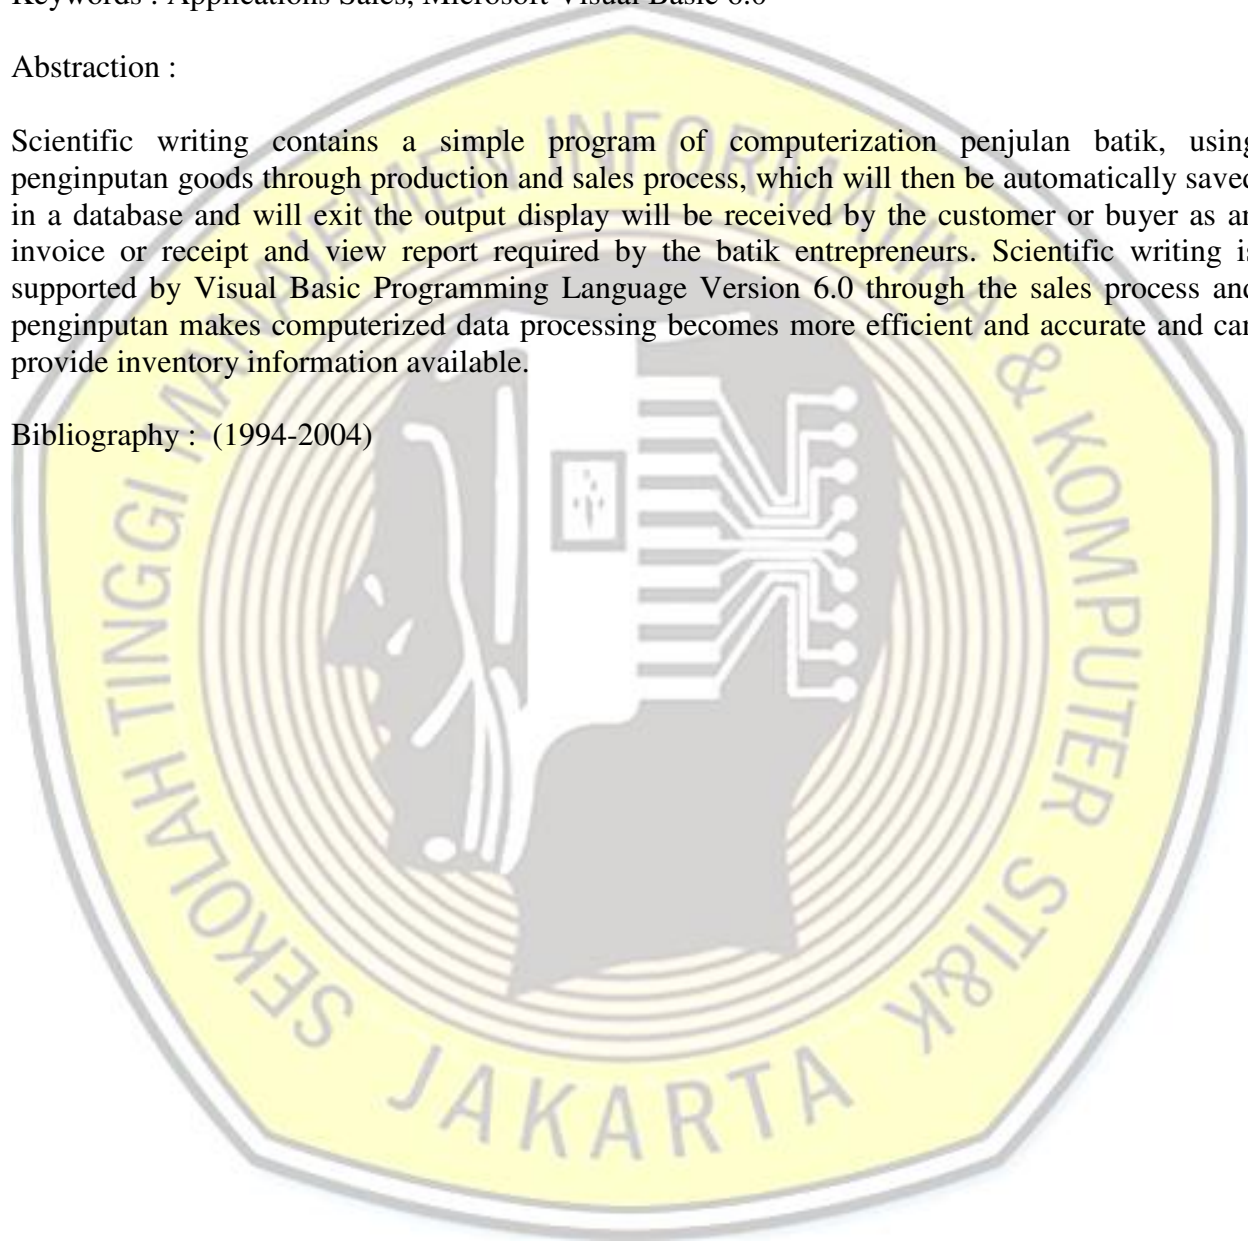 Keywords : Applications Sales, Microsoft Visual Basic 6.0
Abstraction :
Scientific writing contains a simple program of computerization penjulan batik, using
penginputan goods through production and sales process, which will then be automatically saved
in a database and will exit the output display will be received by the customer or buyer as an
invoice or receipt and view report required by the batik entrepreneurs. Scientific writing is
supported by Visual Basic Programming Language Version 6.0 through the sales process and
penginputan makes computerized data processing becomes more efficient and accurate and can
provide inventory information available.
Bibliography : (1994-2004)
SEKOLAH TINGGI MANAJEMEN INFORMATIKA & KOMPUTER STI&K
JAKARTA